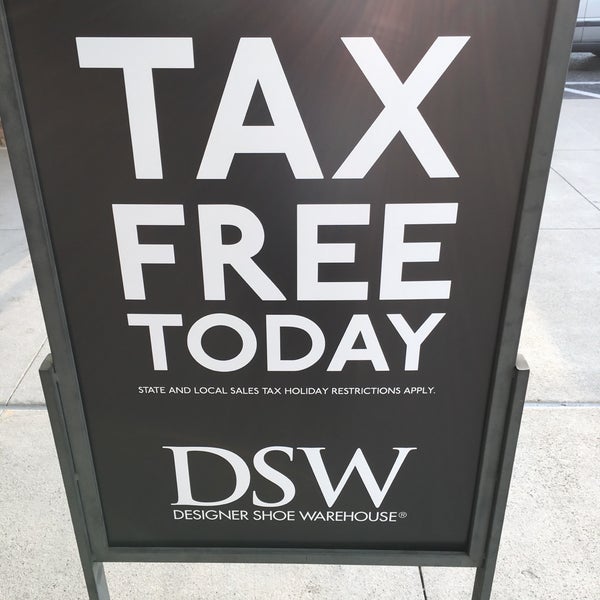 TAX
FREE
TODAY
STATE AND LOCAL SALES TAX HOLIDAY RESTRICTIONS APPLY.
DSW
DESIGNER SHOE WAREHOUSE®